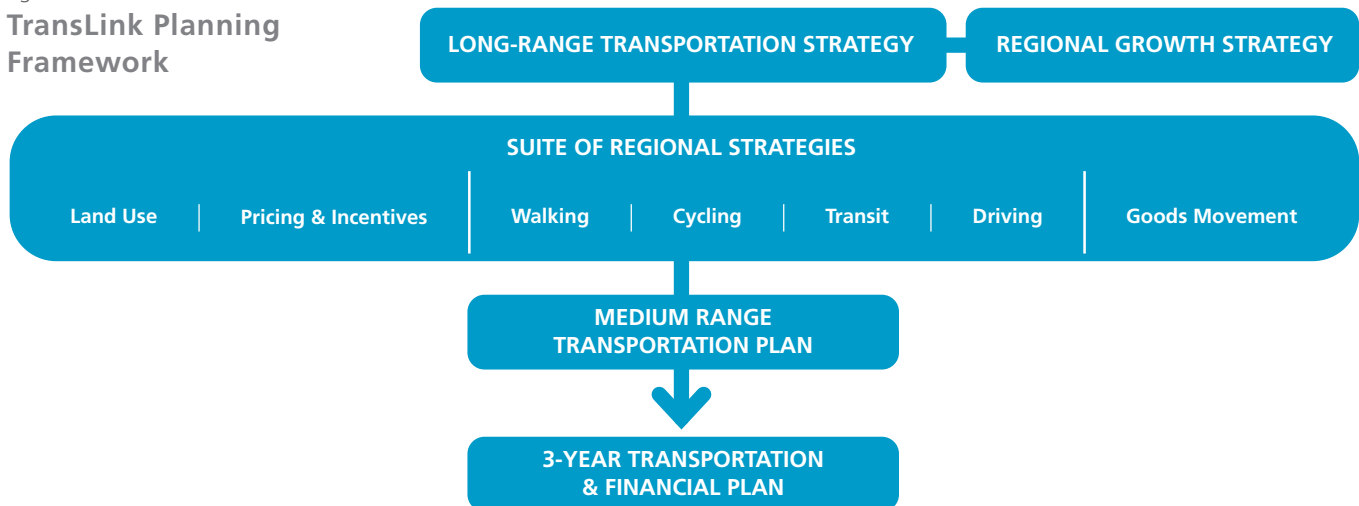 TransLink Planning
Framework
LONG-RANGE TRANSPORTATION STRATEGY
REGIONAL GROWTH STRATEGY
SUITE OF REGIONAL STRATEGIES
Land Use
Pricing & Incentives
Walking
Cycling
Transit
Driving
Goods Movement
MEDIUM RANGE
TRANSPORTATION PLAN
3-YEAR TRANSPORTATION
& FINANCIAL PLAN